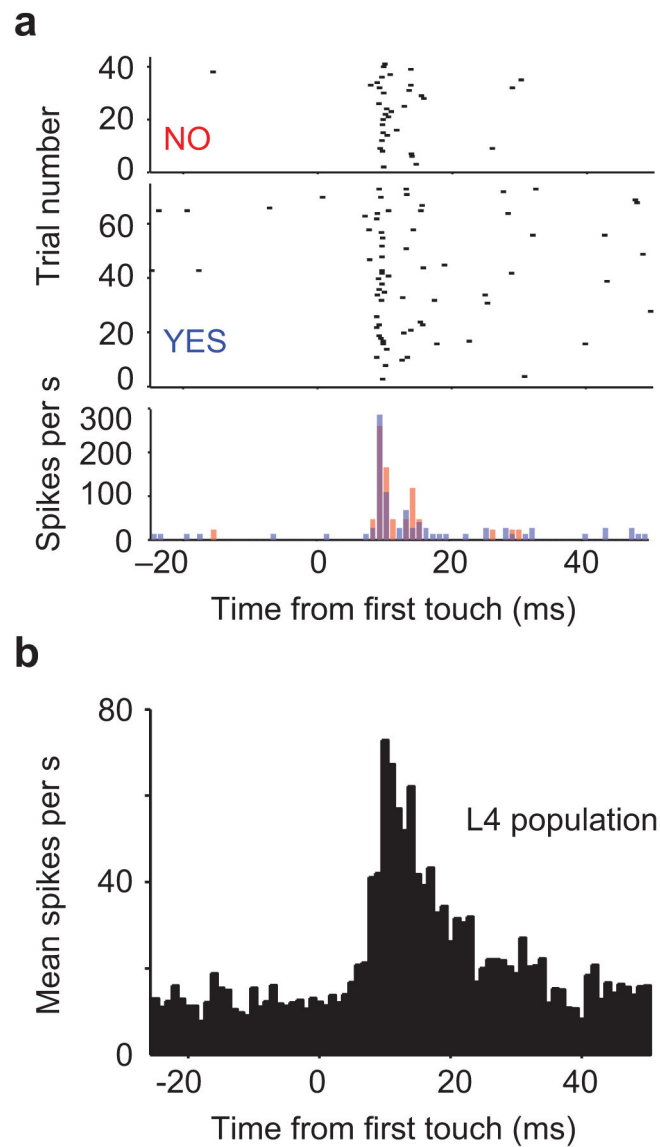 a
40
20
0
NO
Trial number
60
40
20
0
YES
300
200
100
0
Spikes per s
−20 0 20 40
Time from first touch (ms)
b
80
40
0
Mean spikes per s
L4 population
-20 0 20 40
Time from first touch (ms)